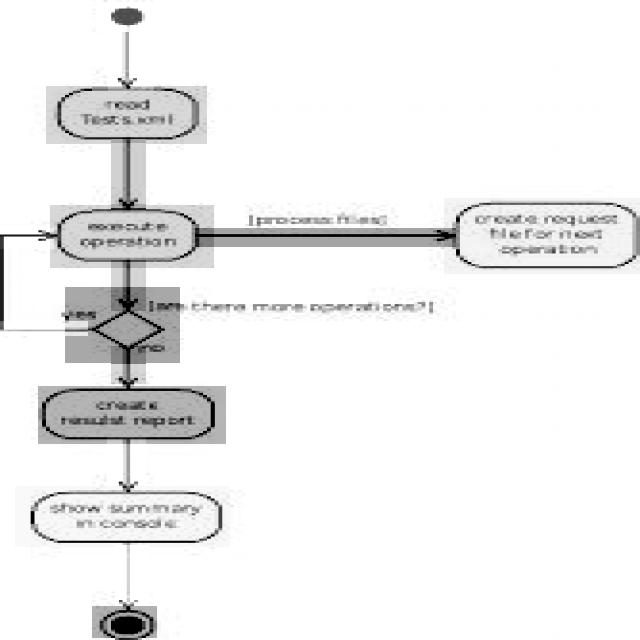 read
Tests.xml
execute
operation
[process files]
create request
file for next
operation
[are there more operations?]
yes
no
create
resulst report
show summary
in console